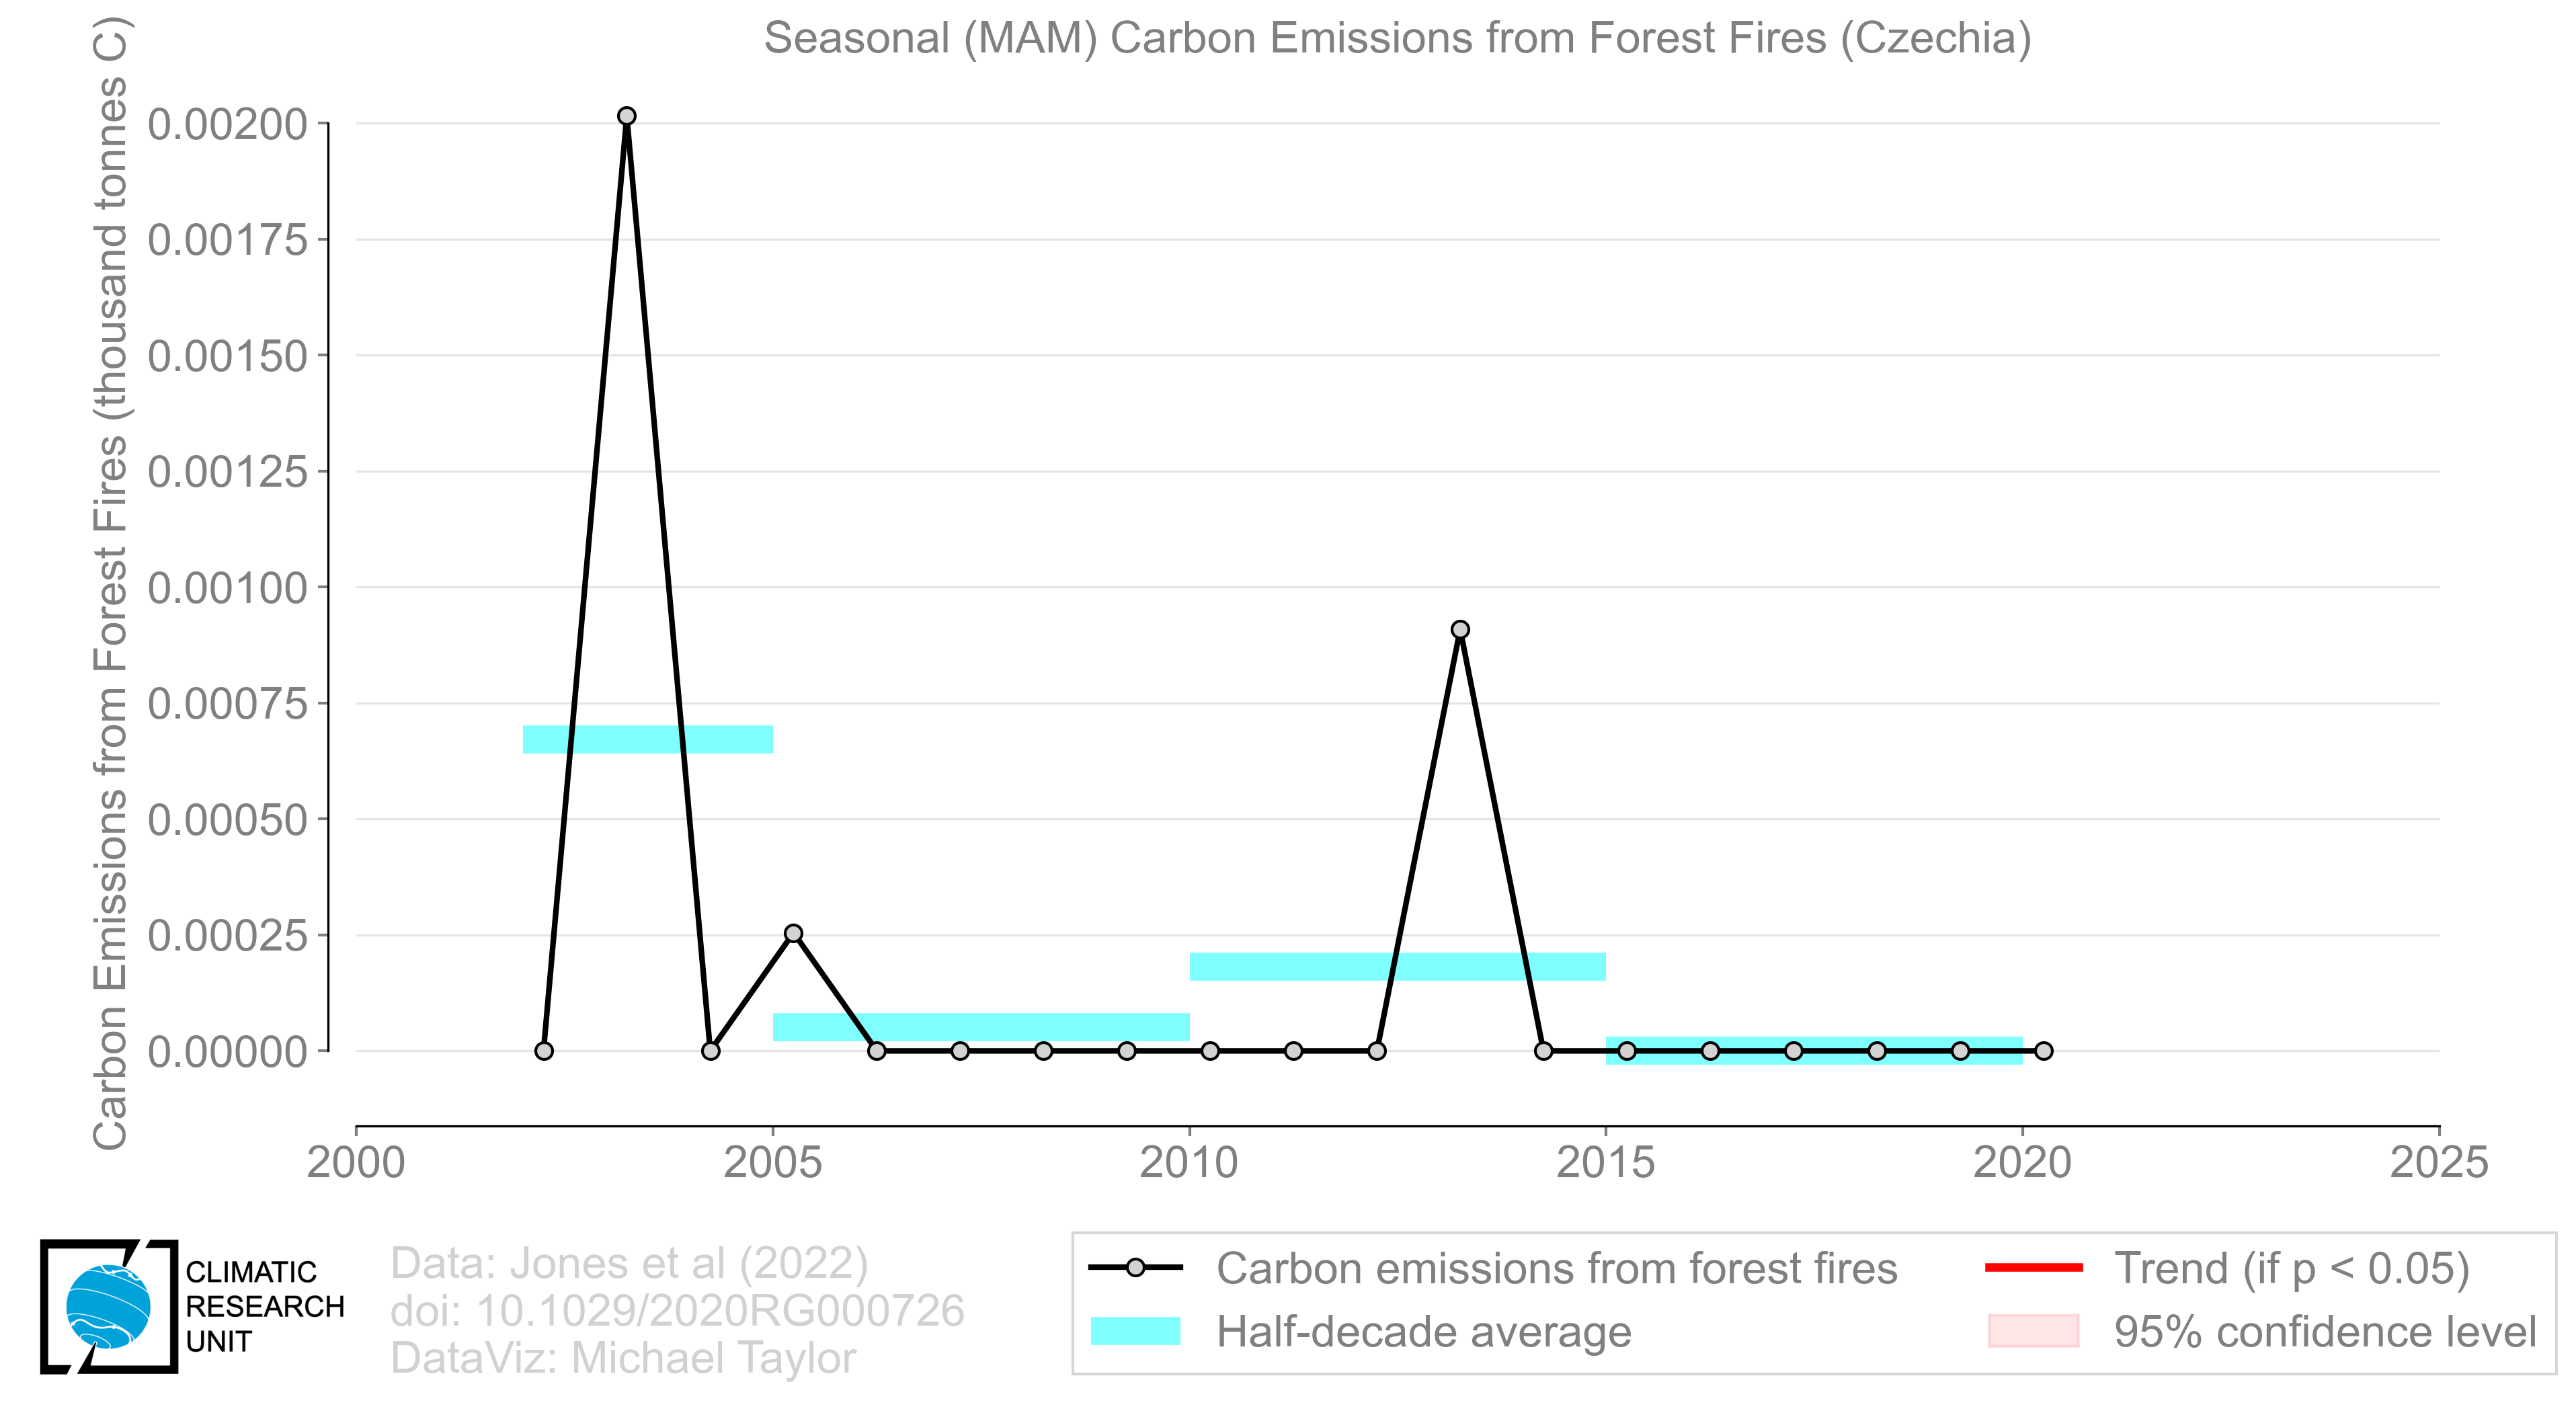 Seasonal (MAM) Carbon Emissions from Forest Fires (Czechia)
Carbon Emissions from Forest Fires (thousand tonnes C)
0.00200
0.00175
0.00150
0.00125
0.00100
0.00075
0.00050
0.00025
0.00000
2000 2005 2010 2015 2020 2025
CLIMATIC
RESEARCH
UNIT
Data: Jones et al (2022)
doi: 10.1029/2020RG000726
DataViz: Michael Taylor
Carbon emissions from forest fires
Half-decade average
Trend (if p < 0.05)
95% confidence level